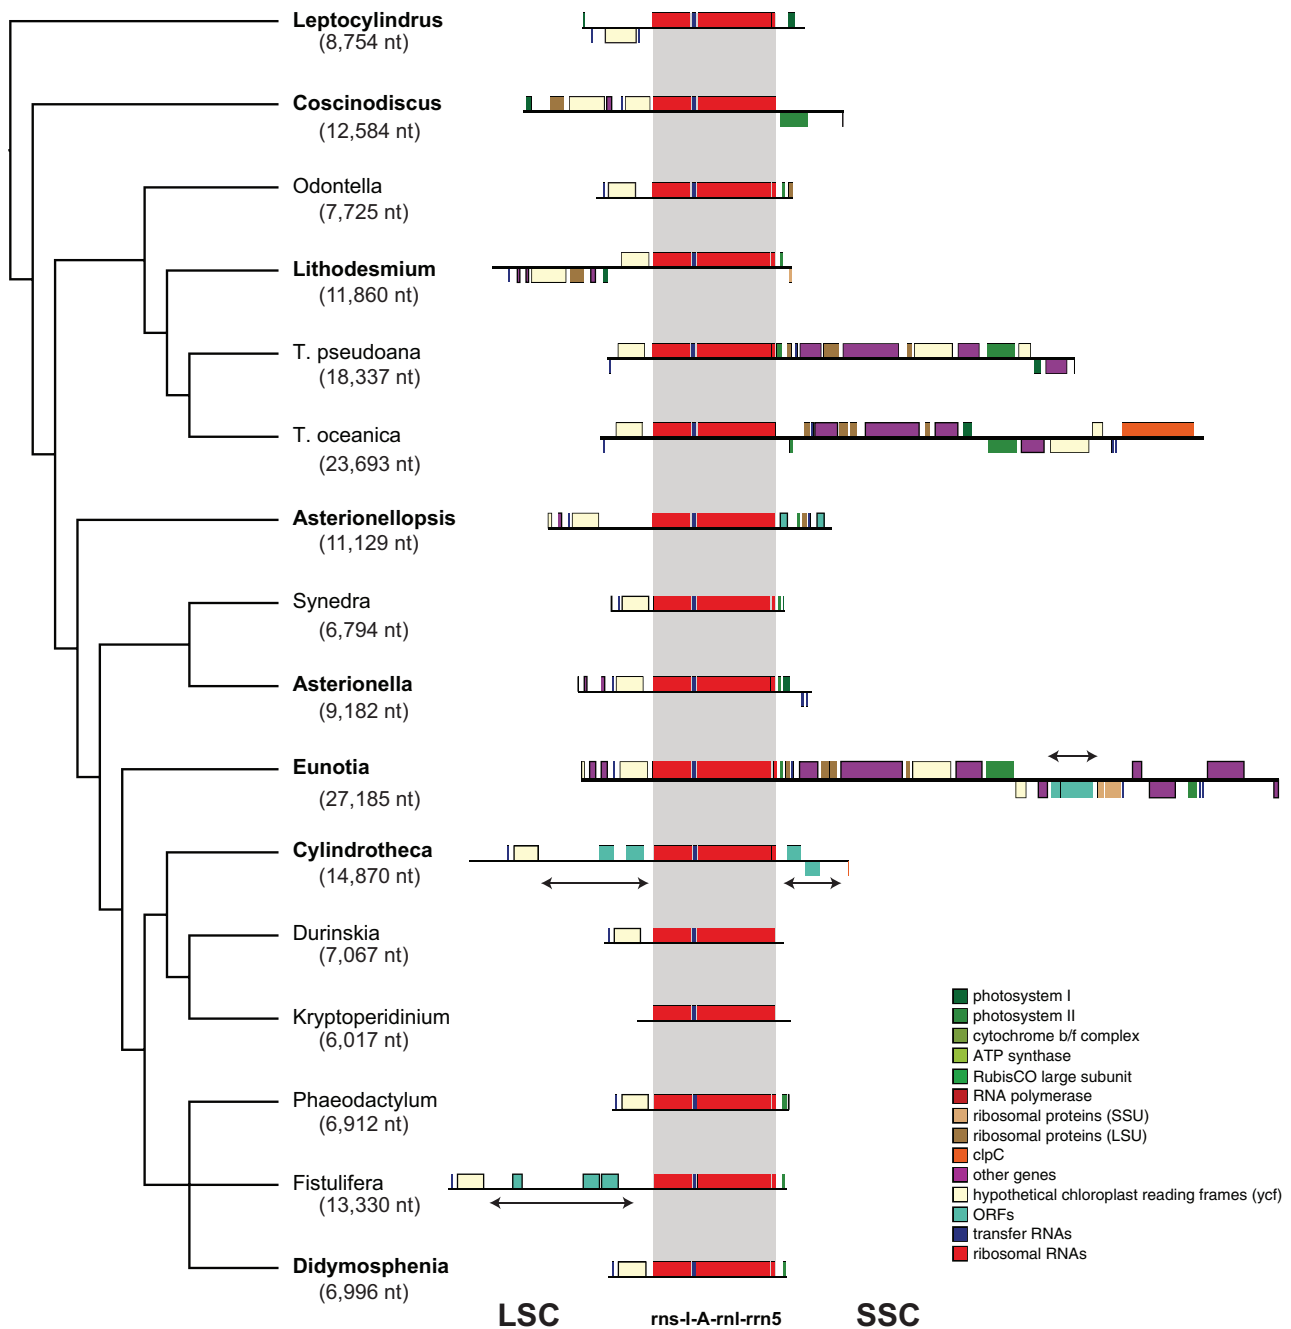 Leptocylindrus
(8,754 nt)
Coscinodiscus
(12,584 nt)
Odontella
(7,725 nt)
Lithodesmium
(11,860 nt)
T. pseudoana
(18,337 nt)
T. oceanica
(23,693 nt)
Asterionellopsis
(11,129 nt)
Synedra
(6,794 nt)
Asterionella
(9,182 nt)
Eunotia
(27,185 nt)
Cylindrotheca
(14,870 nt)
Durinskia
(7,067 nt)
Kryptoperidinium
(6,017 nt)
Phaeodactylum
(6,912 nt)
Fistulifera
(13,330 nt)
Didymosphenia
(6,996 nt)
photosystem I
photosystem II
cytochrome b/f complex
ATP synthase
RubisCO large subunit
RNA polymerase
ribosomal proteins (SSU)
ribosomal proteins (LSU)
clpC
other genes
hypothetical chloroplast reading frames (ycf)
ORFs
transfer RNAs
ribosomal RNAs
LSC rns-I-A-rnl-rrn5 SSC